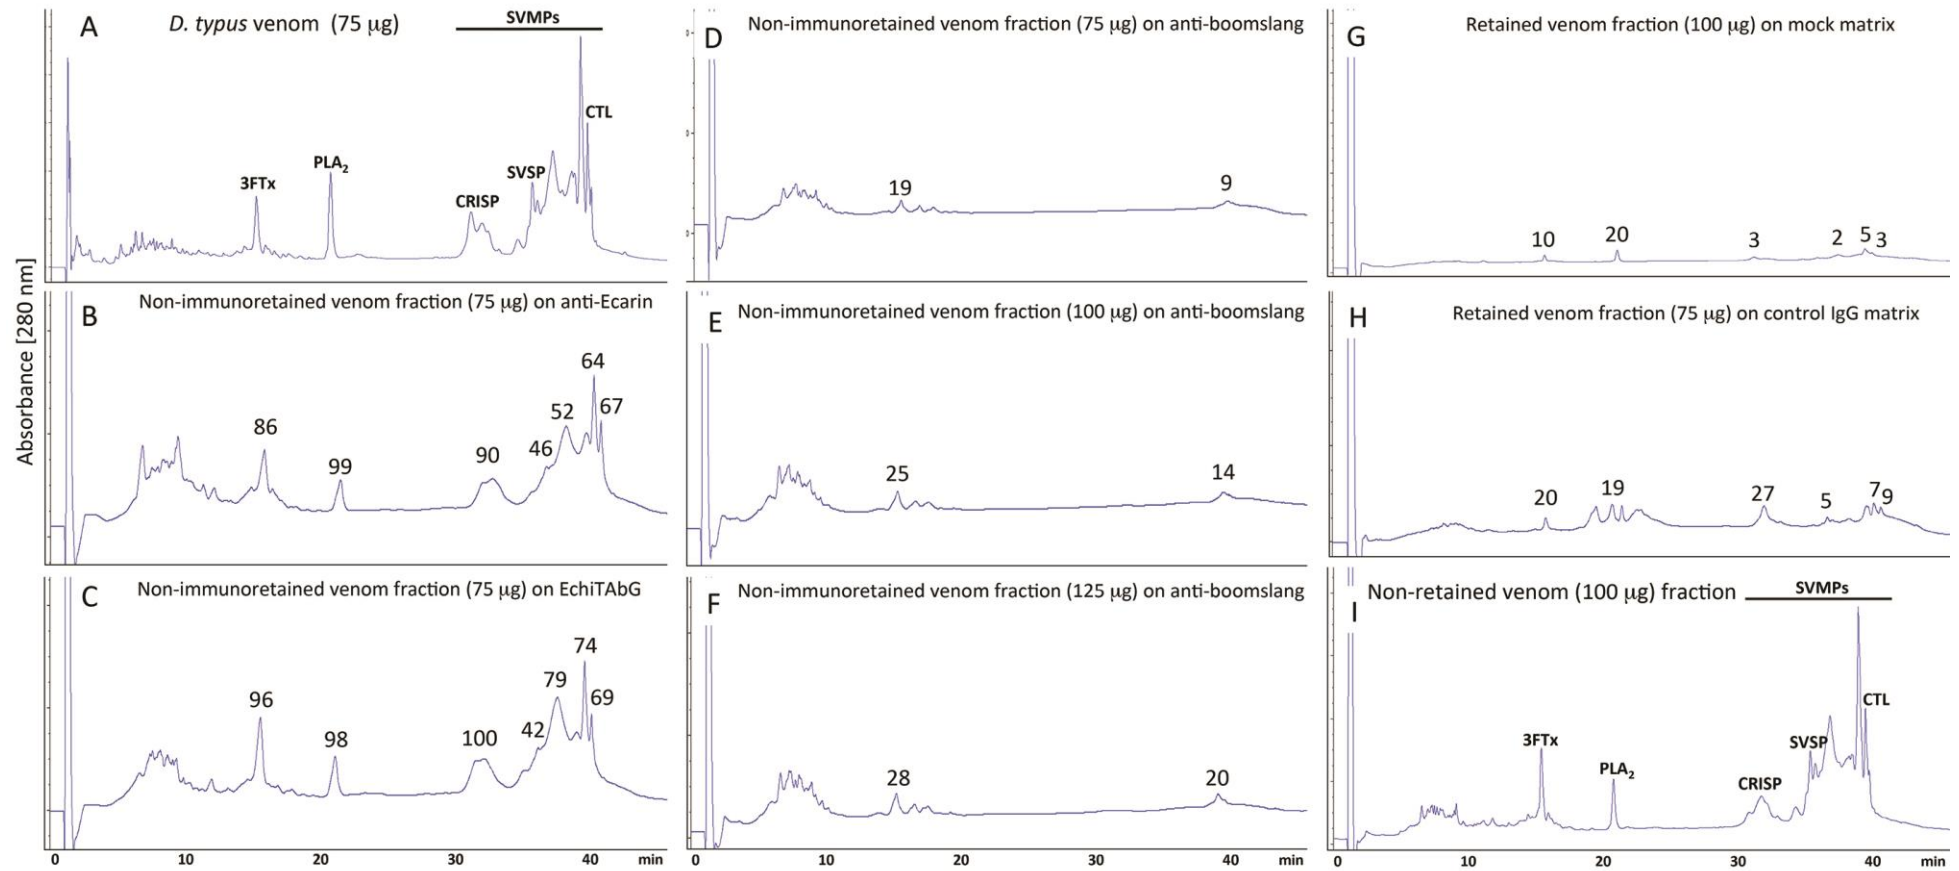 Absorbance [280 nm]
A
D. typus venom (75 µg)
SVMPs
3FTx
PLA2
CRISP
SVSP
CTL
B
Non-immunoretained venom fraction (75 µg) on anti-Ecarin
86
99
90
46
52
64
67
C
Non-immunoretained venom fraction (75 µg) on EchiTAbG
96
98
100
42
79
74
69
0 10 20 30 40 min
D
Non-immunoretained venom fraction (75 µg) on anti-boomslang
19
9
E
Non-immunoretained venom fraction (100 µg) on anti-boomslang
25
14
F
Non-immunoretained venom fraction (125 µg) on anti-boomslang
28
20
0 10 20 30 40 min
G
Retained venom fraction (100 µg) on mock matrix
10
20
3
2
5
3
H
Retained venom fraction (75 µg) on control IgG matrix
20
19
27
5
7
9
I
Non-retained venom (100 µg) fraction
SVMPs
3FTx
PLA2
CRISP
SVSP
CTL
0 10 20 30 40 min